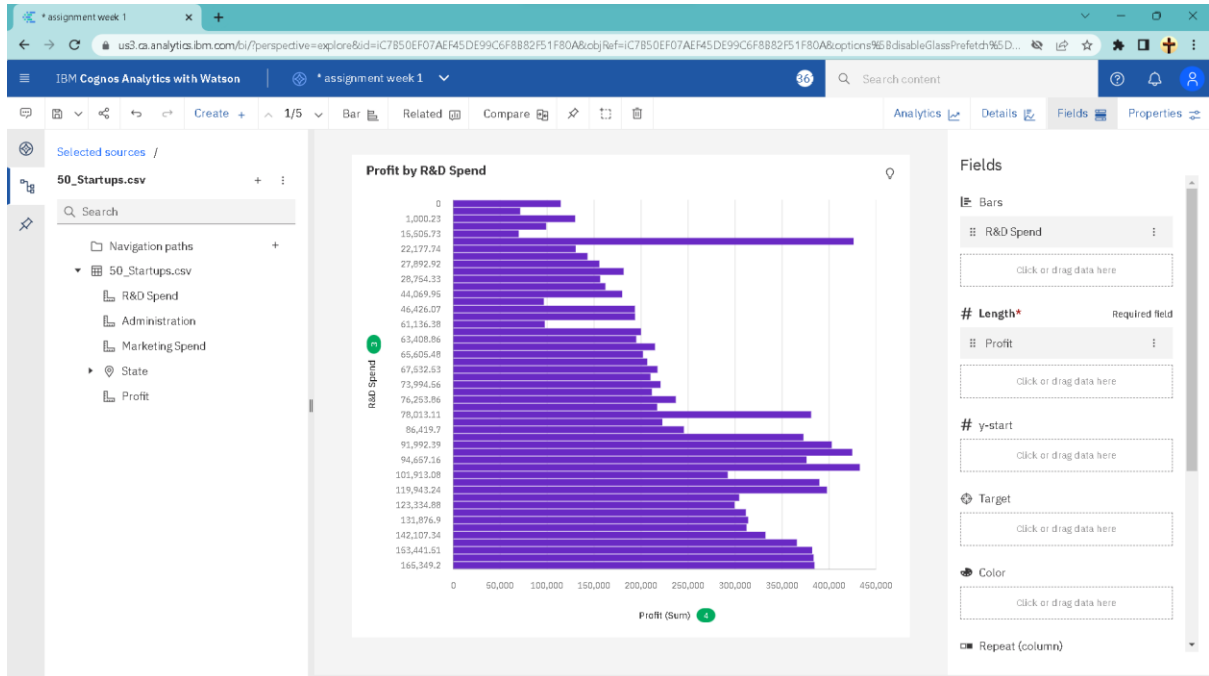 * assignment week 1
us3.ca.analytics.ibm.com/bi/?perspective=explore&id=iC7B50EF07AEF45DE99C6F8B82F51F80A&objRef=iC7B50EF07AEF45DE99C6F8B82F51F80A&options%5BdisableGlassPrefetch%5D...
IBM Cognos Analytics with Watson
* assignment week 1
36
Search content
Create +
1/5
Bar
Related
Compare
Analytics
Details
Fields
Properties
Selected sources /
50_Startups.csv
Search
Navigation paths
50_Startups.csv
R&D Spend
Administration
Marketing Spend
State
Profit
Profit by R&D Spend
0
1,000.23
15,505.73
22,177.74
27,892.92
28,754.33
44,069.95
46,426.07
61,136.38
63,408.86
65,605.48
67,532.53
73,994.56
76,253.86
78,013.11
86,419.7
91,992.39
94,657.16
101,913.08
119,943.24
123,334.88
131,876.9
142,107.34
153,441.51
165,349.2
R&D Spend
3
0
50,000
100,000
150,000
200,000
250,000
300,000
350,000
400,000
450,000
Profit (Sum)
4
Fields
Bars
R&D Spend
Click or drag data here
# Length*
Required field
Profit
Click or drag data here
# y-start
Click or drag data here
Target
Click or drag data here
Color
Click or drag data here
Repeat (column)